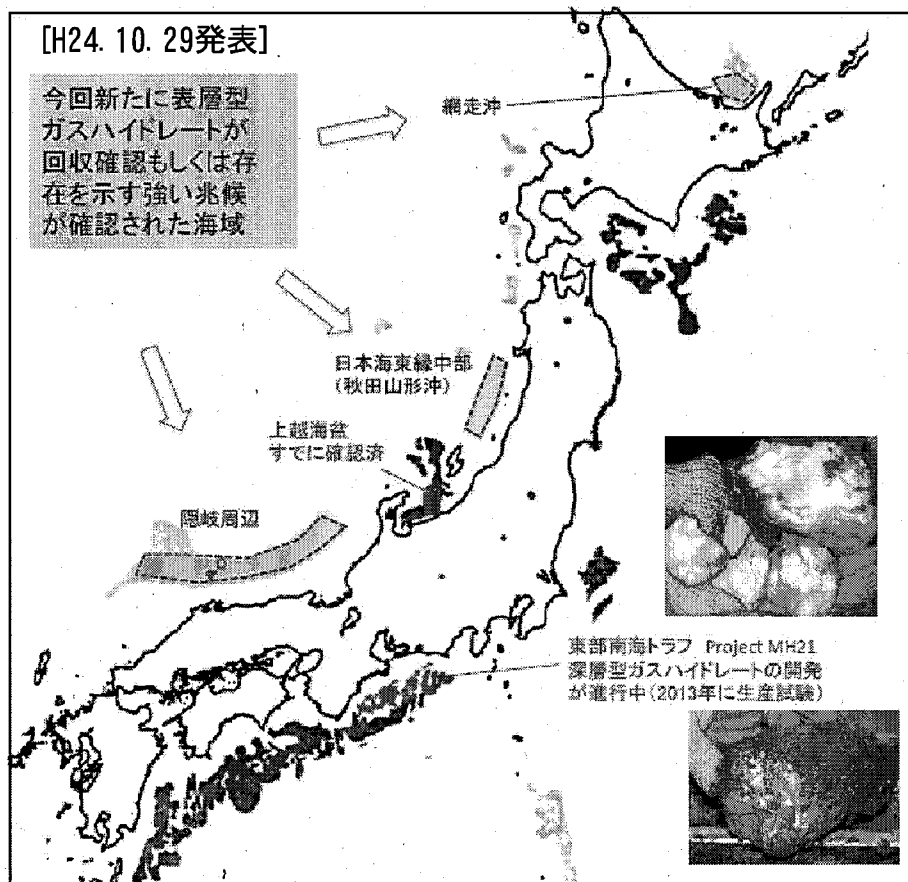 [H24.10.29発表]
今回新たに表層型
ガスハイドレートが
回収確認もしくは存
在を示す強い兆候
が確認された海域
網走沖
日本海東縁中部
(秋田山形沖)
上越海盆
すでに確認済
隠岐周辺
東部南海トラフ Project MH21
深層型ガスハイドレートの開発
が進行中(2013年に生産試験)